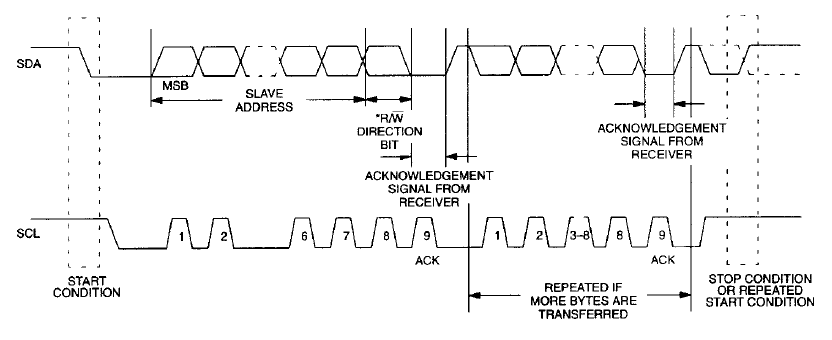 SDA
MSB
SLAVE
ADDRESS
*R/W̅
DIRECTION
BIT
ACKNOWLEDGEMENT
SIGNAL FROM
RECEIVER
ACKNOWLEDGEMENT
SIGNAL FROM
RECEIVER
SCL
1 2 6 7 8 9 1 2 3–8 8 9
ACK
ACK
START
CONDITION
REPEATED IF
MORE BYTES ARE
TRANSFERRED
STOP CONDITION
OR REPEATED
START CONDITION